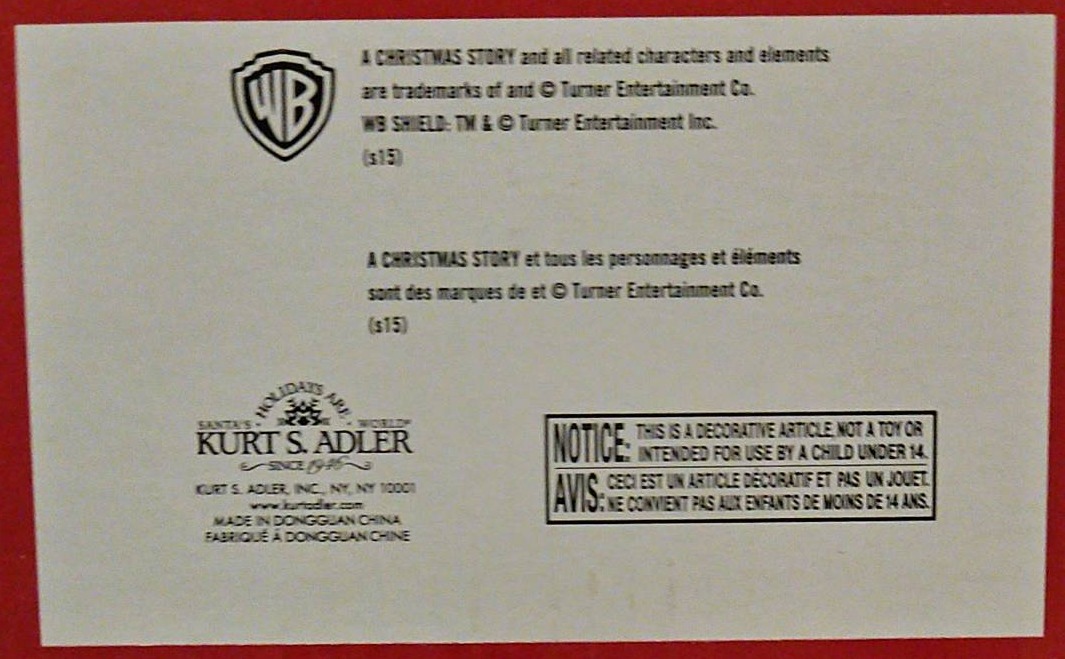 WB
A CHRISTMAS STORY and all related characters and elements
are trademarks of and © Turner Entertainment Co.
WB SHIELD: TM & © Turner Entertainment Inc.
(s15)
A CHRISTMAS STORY et tous les personnages et éléments
sont des marques de et © Turner Entertainment Co.
(s15)
HOLIDAYS ARE
SANTA'S · WORLD®
KURT S. ADLER
SINCE 1946
KURT S. ADLER, INC., NY, NY 10001
www.kurtadler.com
MADE IN DONGGUAN CHINA
FABRIQUÉ À DONGGUAN CHINE
NOTICE: THIS IS A DECORATIVE ARTICLE, NOT A TOY OR
INTENDED FOR USE BY A CHILD UNDER 14.
AVIS: CECI EST UN ARTICLE DÉCORATIF ET PAS UN JOUET.
NE CONVIENT PAS AUX ENFANTS DE MOINS DE 14 ANS.